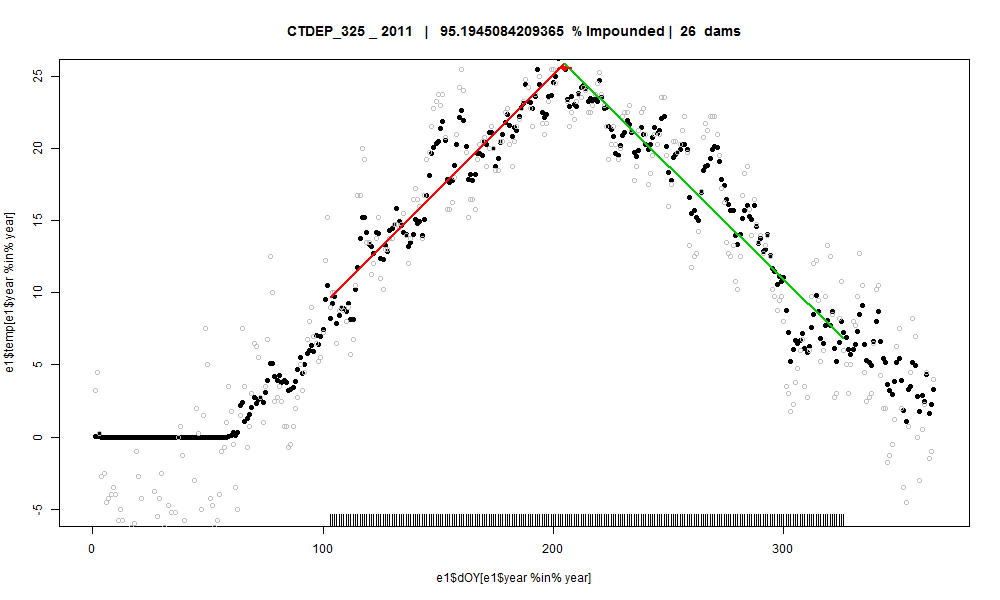 CTDEP_325 _ 2011 | 95.1945084209365 % Impounded | 26 dams
e1$temp[e1$year %in% year]
25
20
15
10
5
0
-5
0 100 200 300
e1$dOY[e1$year %in% year]